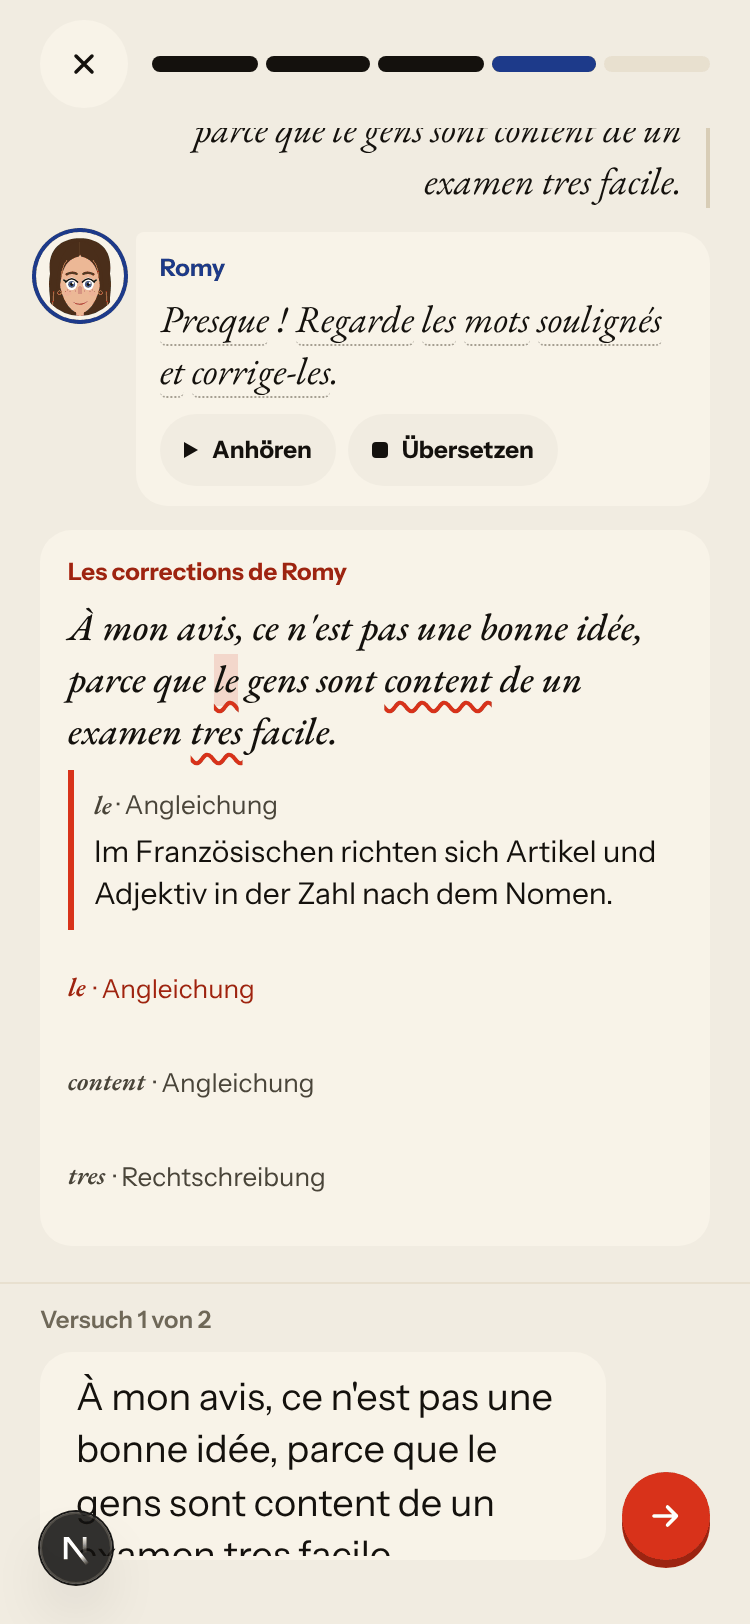 parce que le gens sont content de un
examen tres facile.
Romy
Presque ! Regarde les mots soulignés
et corrige-les.
Anhören
Übersetzen
Les corrections de Romy
À mon avis, ce n'est pas une bonne idée,
parce que le gens sont content de un
examen tres facile.
le · Angleichung
Im Französischen richten sich Artikel und
Adjektiv in der Zahl nach dem Nomen.
le · Angleichung
content · Angleichung
tres · Rechtschreibung
Versuch 1 von 2
À mon avis, ce n'est pas une
bonne idée, parce que le
gens sont content de un
examen tres facile
N